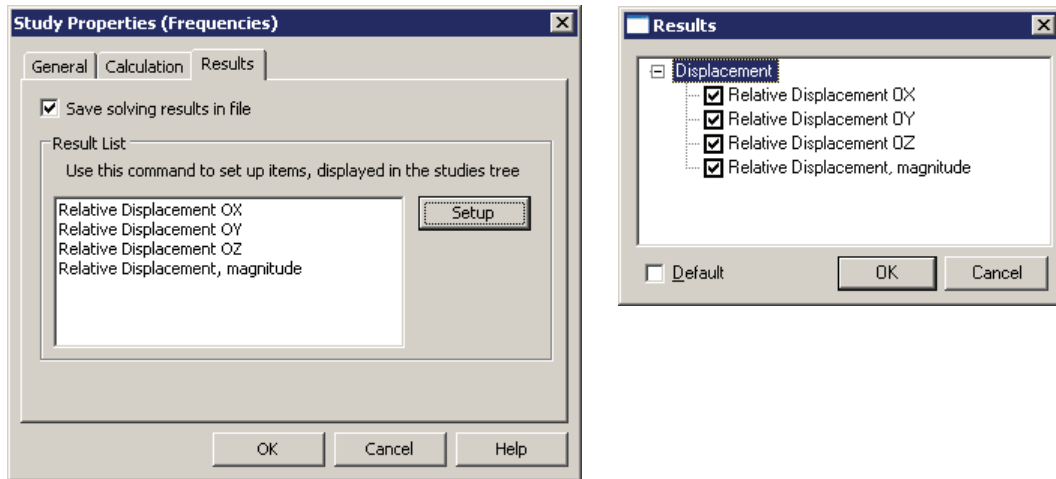 Study Properties (Frequencies)
General Calculation Results
Save solving results in file
Result List
Use this command to set up items, displayed in the studies tree
Relative Displacement OX
Relative Displacement OY
Relative Displacement OZ
Relative Displacement, magnitude
Setup
OK Cancel Help
Results
Displacement
Relative Displacement OX
Relative Displacement OY
Relative Displacement OZ
Relative Displacement, magnitude
Default OK Cancel